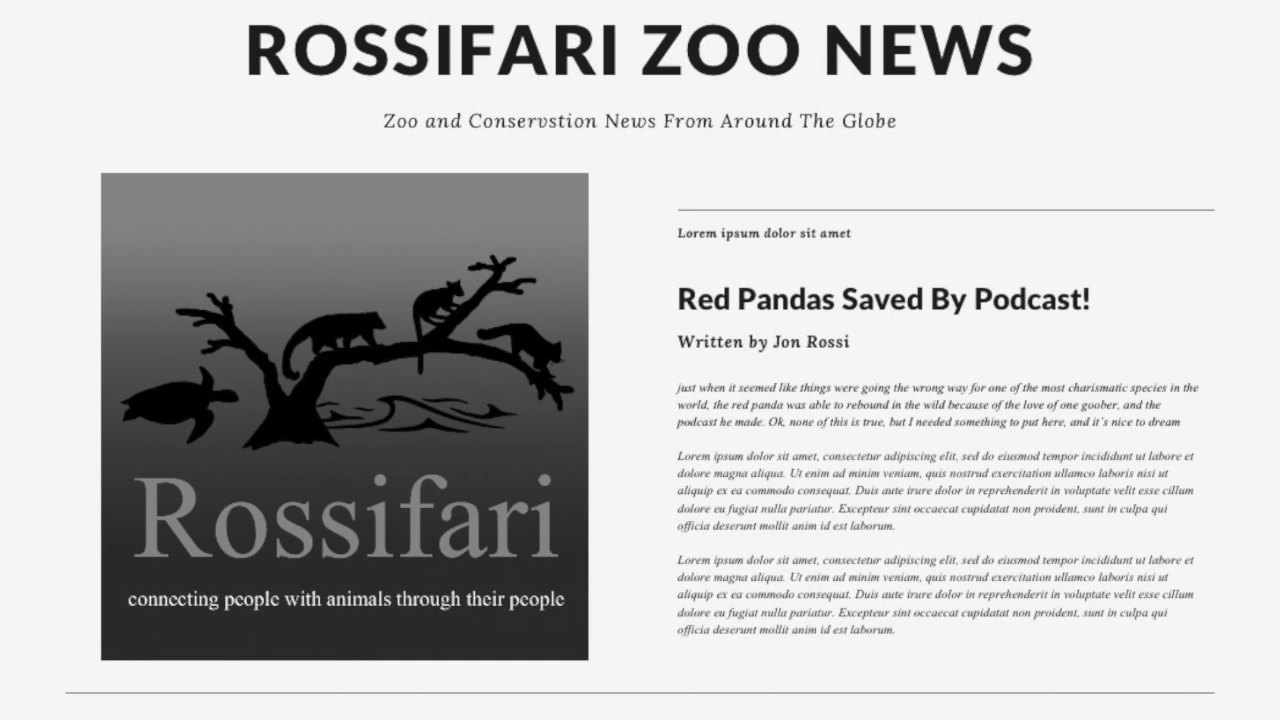 ROSSIFARI ZOO NEWS
Zoo and Conservstion News From Around The Globe
Rossifari
connecting people with animals through their people
Lorem ipsum dolor sit amet
Red Pandas Saved By Podcast!
Written by Jon Rossi
just when it seemed like things were going the wrong way for one of the most charismatic species in the
world, the red panda was able to rebound in the wild because of the love of one goober, and the
podcast he made. Ok, none of this is true, but I needed something to put here, and it's nice to dream
Lorem ipsum dolor sit amet, consectetur adipiscing elit, sed do eiusmod tempor incididunt ut labore et
dolore magna aliqua. Ut enim ad minim veniam, quis nostrud exercitation ullamco laboris nisi ut
aliquip ex ea commodo consequat. Duis aute irure dolor in reprehenderit in voluptate velit esse cillum
dolore eu fugiat nulla pariatur. Excepteur sint occaecat cupidatat non proident, sunt in culpa qui
officia deserunt mollit anim id est laborum.
Lorem ipsum dolor sit amet, consectetur adipiscing elit, sed do eiusmod tempor incididunt ut labore et
dolore magna aliqua. Ut enim ad minim veniam, quis nostrud exercitation ullamco laboris nisi ut
aliquip ex ea commodo consequat. Duis aute irure dolor in reprehenderit in voluptate velit esse cillum
dolore eu fugiat nulla pariatur. Excepteur sint occaecat cupidatat non proident, sunt in culpa qui
officia deserunt mollit anim id est laborum.